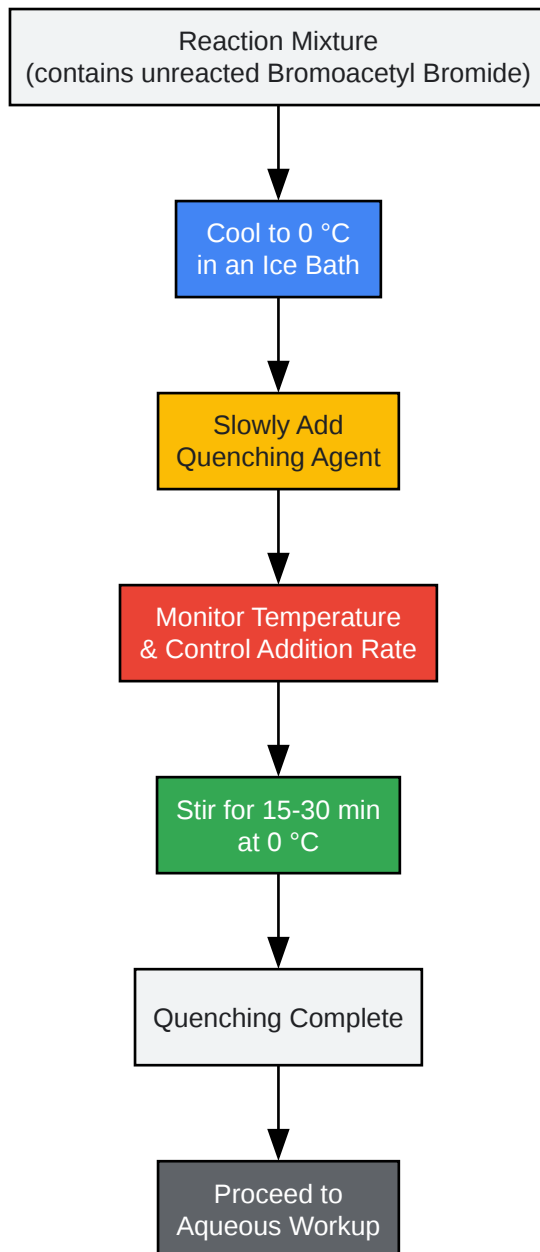 Reaction Mixture
(contains unreacted Bromoacetyl Bromide)
Cool to 0 °C
in an Ice Bath
Slowly Add
Quenching Agent
Monitor Temperature
& Control Addition Rate
Stir for 15-30 min
at 0 °C
Quenching Complete
Proceed to
Aqueous Workup